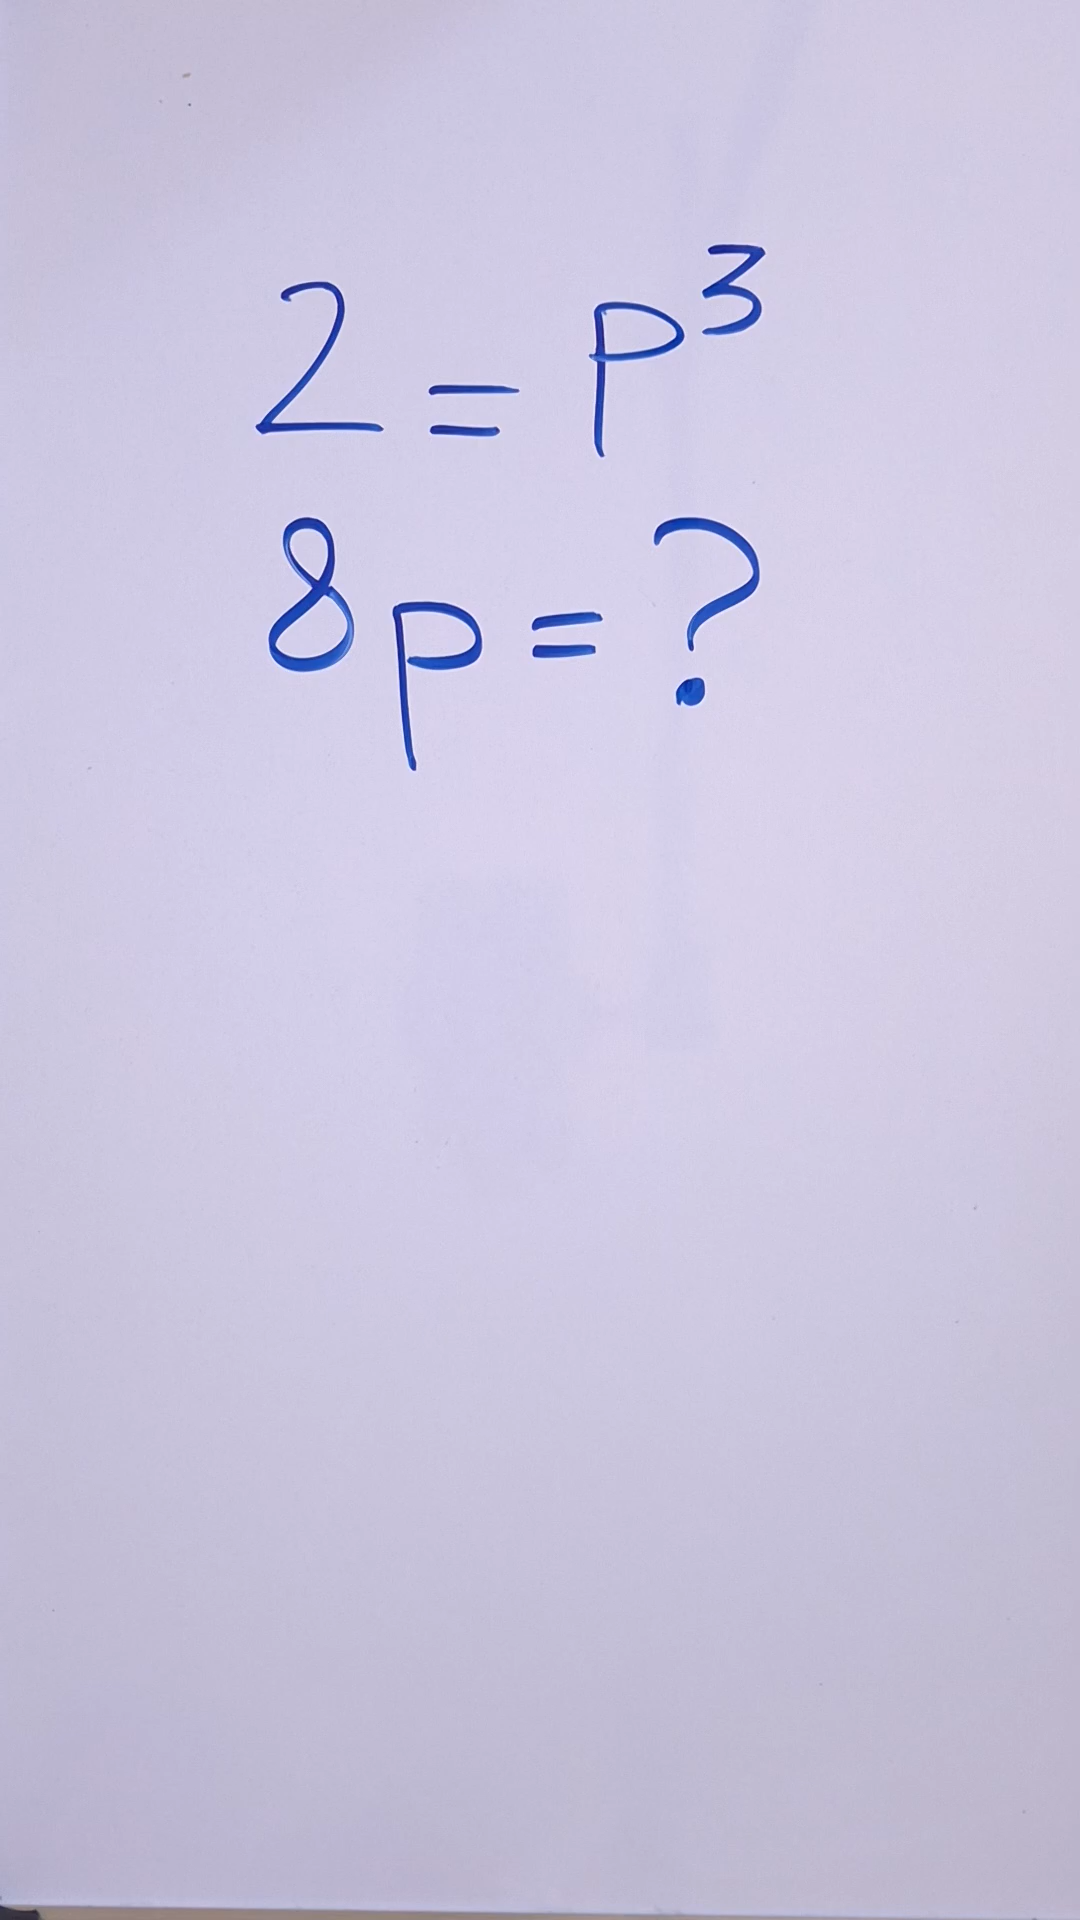 2 = p³
8p = ?